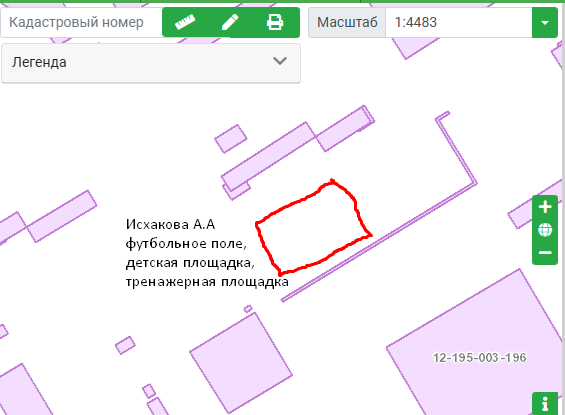 Кадастровый номер
Масштаб 1:4483
Легенда
Исхакова А.А
футбольное поле,
детская площадка,
тренажерная площадка
12-195-003-196